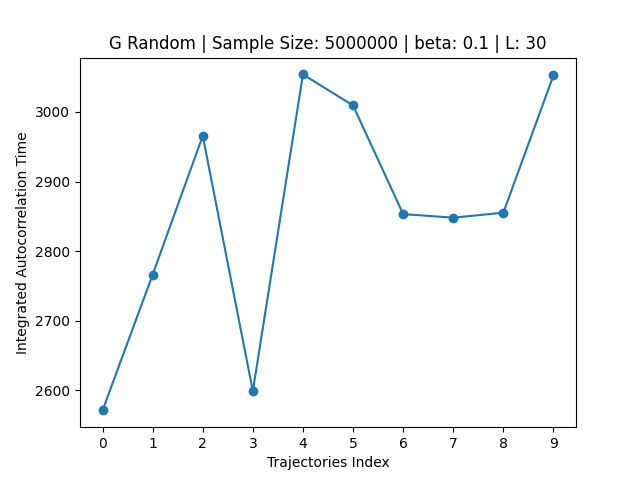 G Random | Sample Size: 5000000 | beta: 0.1 | L: 30
Integrated Autocorrelation Time
3000
2900
2800
2700
2600
0 1 2 3 4 5 6 7 8 9
Trajectories Index